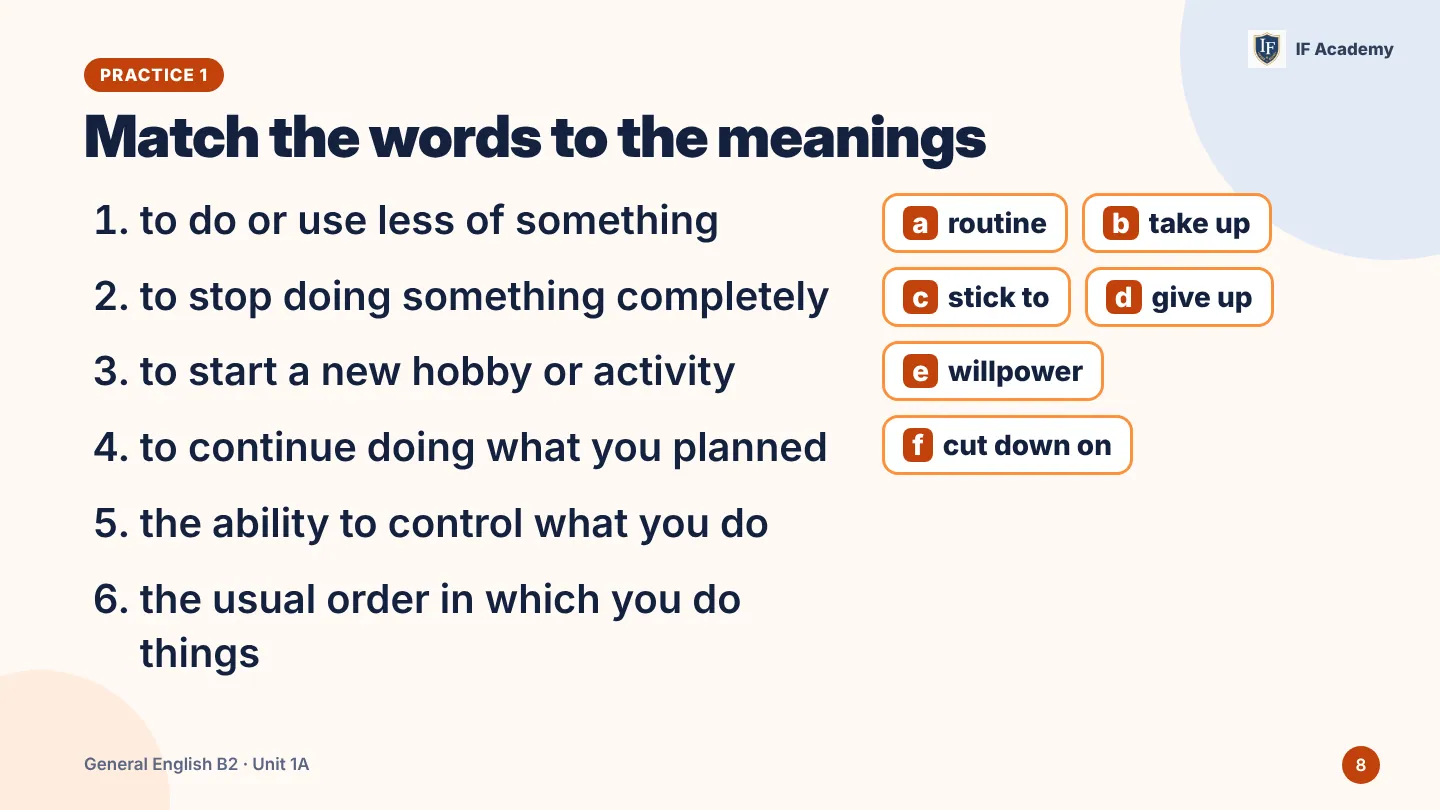 IF
IF Academy
PRACTICE 1
Match the words to the meanings
1. to do or use less of something
2. to stop doing something completely
3. to start a new hobby or activity
4. to continue doing what you planned
5. the ability to control what you do
6. the usual order in which you do
things
a routine
b take up
c stick to
d give up
e willpower
f cut down on
General English B2 · Unit 1A
8